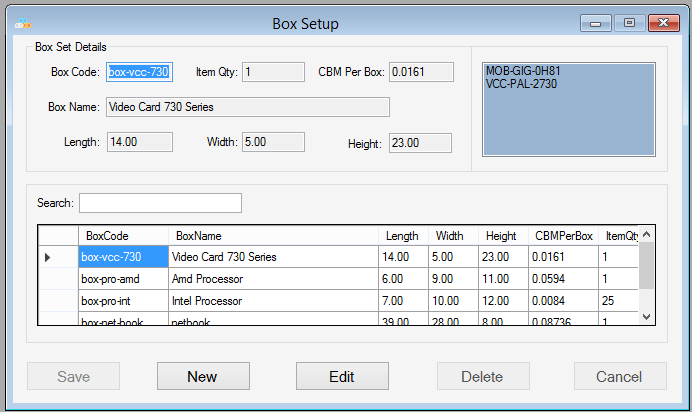 Box Setup
Box Set Details
Box Code: box-vcc-730 Item Qty: 1 CBM Per Box: 0.0161
MOB-GIG-0H81
VCC-PAL-2730
Box Name: Video Card 730 Series
Length: 14.00 Width: 5.00 Height: 23.00
Search:
BoxCode BoxName Length Width Height CBMPerBox ItemQty
box-vcc-730 Video Card 730 Series 14.00 5.00 23.00 0.0161 1
box-pro-amd Amd Processor 6.00 9.00 11.00 0.0594 1
box-pro-int Intel Processor 7.00 10.00 12.00 0.0084 25
box-net-book netbook 39.00 28.00 8.00 0.08736 1
Save New Edit Delete Cancel